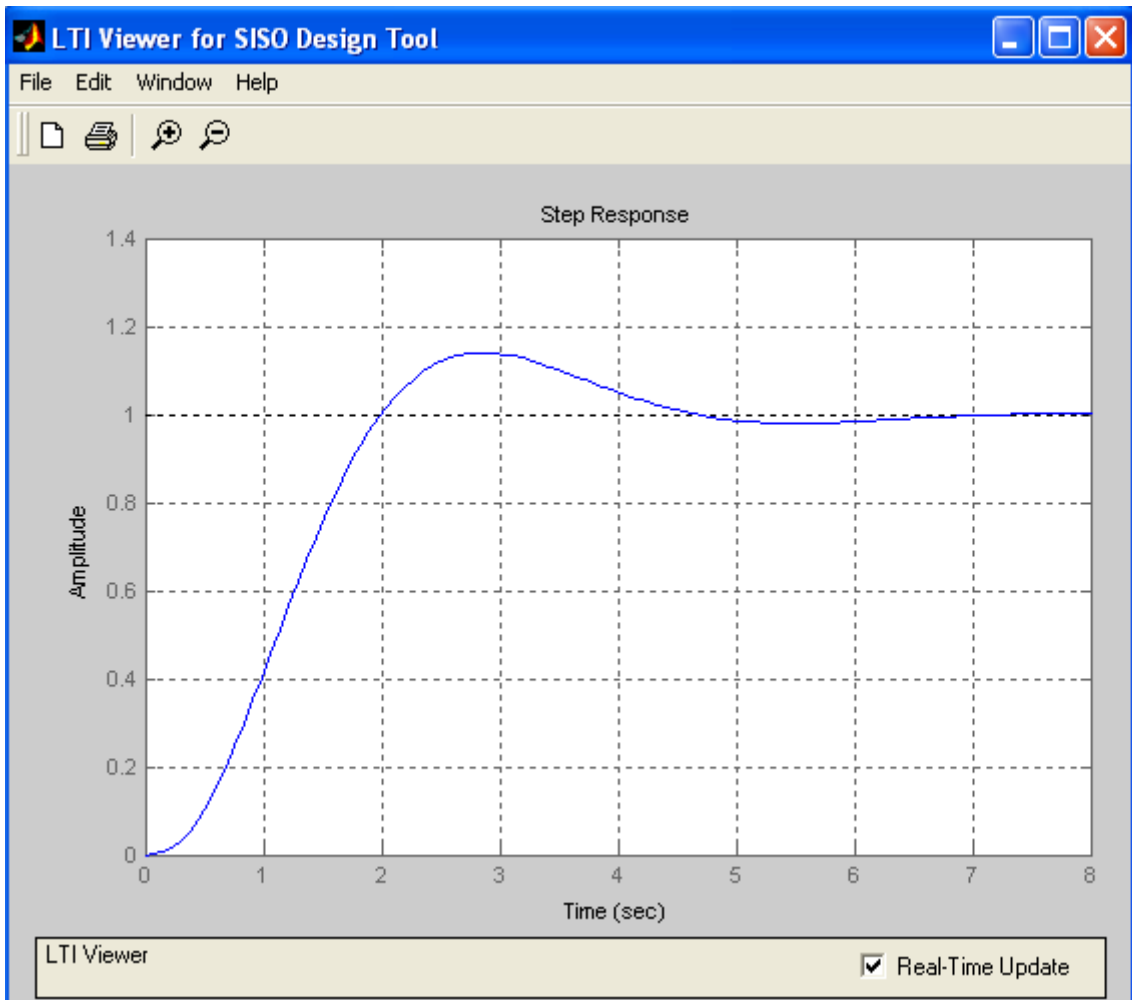 LTI Viewer for SISO Design Tool
File Edit Window Help
Step Response
1.4
1.2
1
0.8
0.6
0.4
0.2
0
Amplitude
0 1 2 3 4 5 6 7 8
Time (sec)
LTI Viewer
Real-Time Update